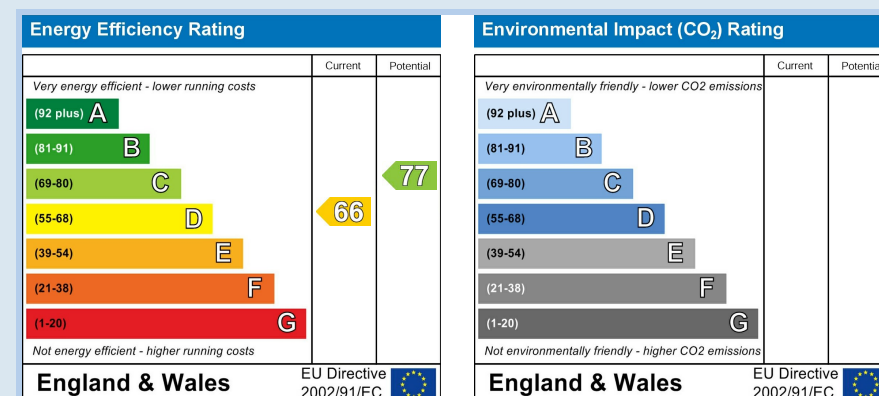 Energy Efficiency Rating
Current Potential
Very energy efficient - lower running costs
(92 plus) A
(81-91) B
(69-80) C
77
(55-68) D
66
(39-54) E
(21-38) F
(1-20) G
Not energy efficient - higher running costs
England & Wales
EU Directive
2002/91/EC
Environmental Impact (CO₂) Rating
Current Potential
Very environmentally friendly - lower CO2 emissions
(92 plus) A
(81-91) B
(69-80) C
(55-68) D
(39-54) E
(21-38) F
(1-20) G
Not environmentally friendly - higher CO2 emissions
England & Wales
EU Directive
2002/91/EC